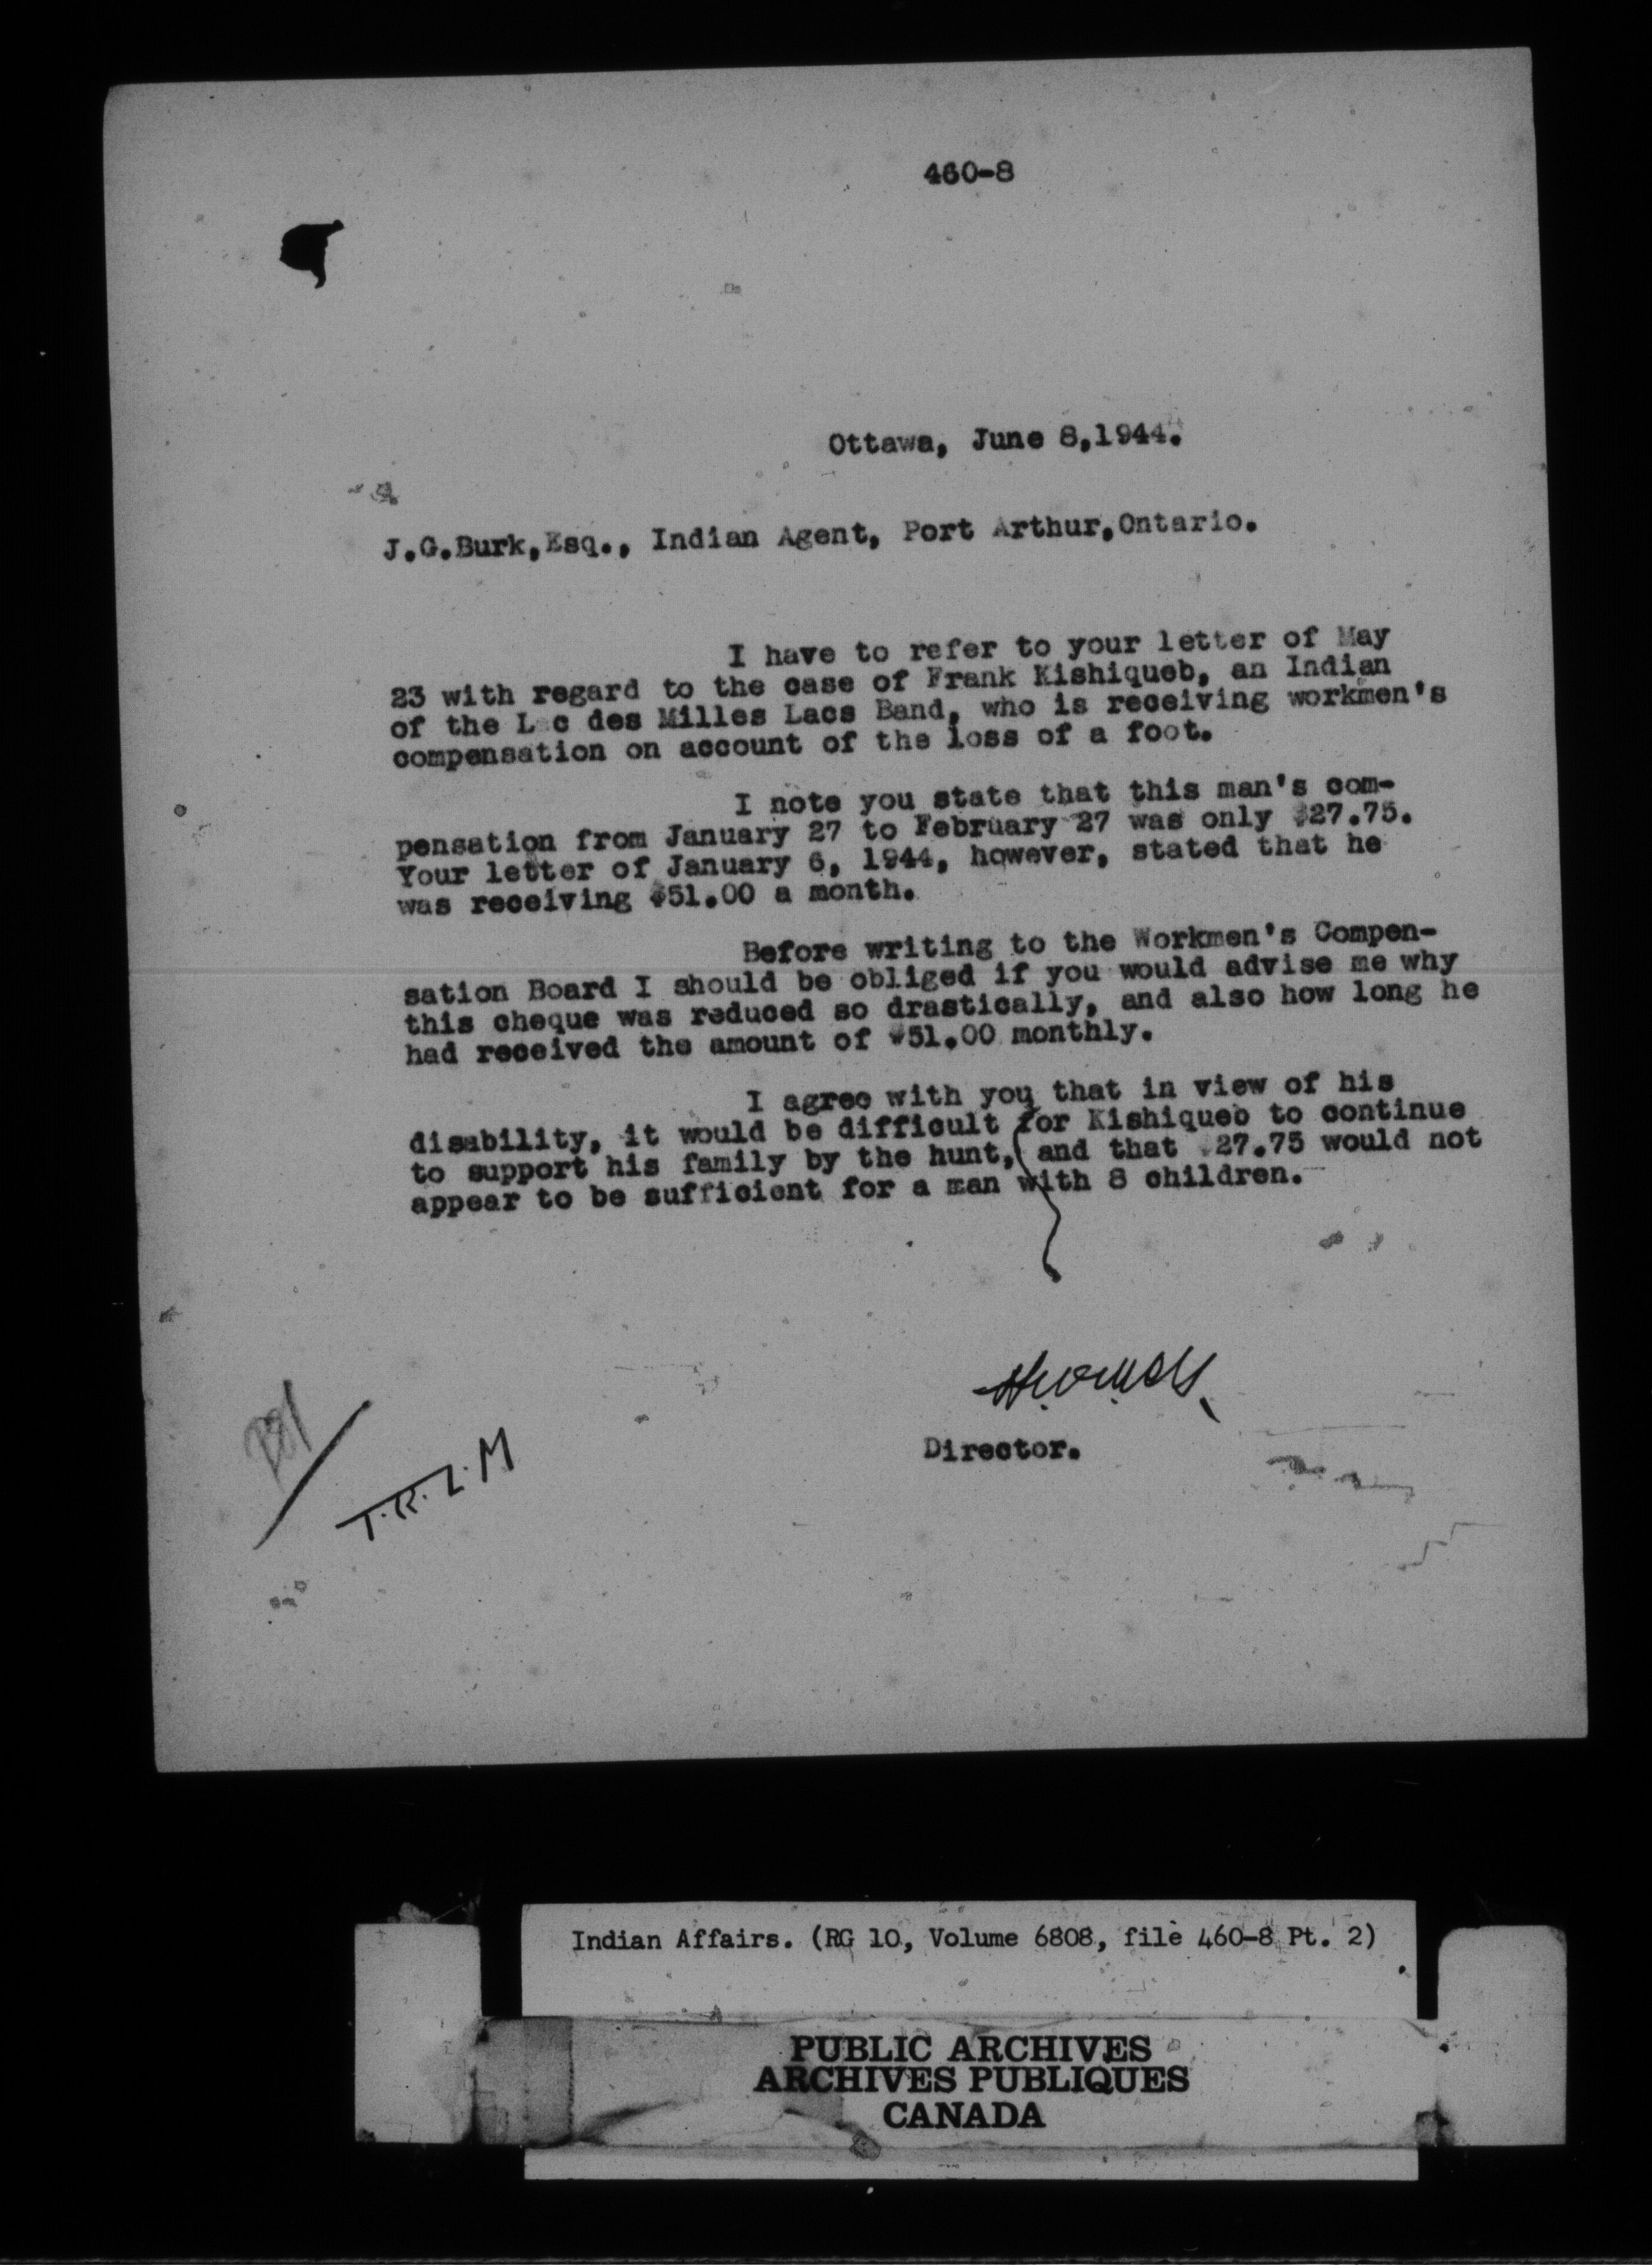 460-8
Ottawa, June 8,1944.
J.G.Burk,Esq., Indian Agent, Port Arthur,Ontario.
I have to refer to your letter of May
23 with regard to the case of Frank Kishiqueb, an Indian
of the L c des Milles Lacs Band, who is receiving workmen's
compensation on account of the loss of a foot.
I note you state that this man's com-
pensation from January 27 to February 27 was only $27.75.
Your letter of January 6, 1944, however, stated that he
was receiving $51.00 a month.
Before writing to the Workmen's Compen-
sation Board I should be obliged if you would advise me why
this cheque was reduced so drastically, and also how long he
had received the amount of $51.00 monthly.
I agree with you that in view of his
disability, it would be difficult for Kishiqueb to continue
to support his family by the hunt, and that $27.75 would not
appear to be sufficient for a man with 8 children.
Director.
T.R.L.M
Indian Affairs. (RG 10, Volume 6808, file 460-8 Pt. 2)
PUBLIC ARCHIVES
ARCHIVES PUBLIQUES
CANADA